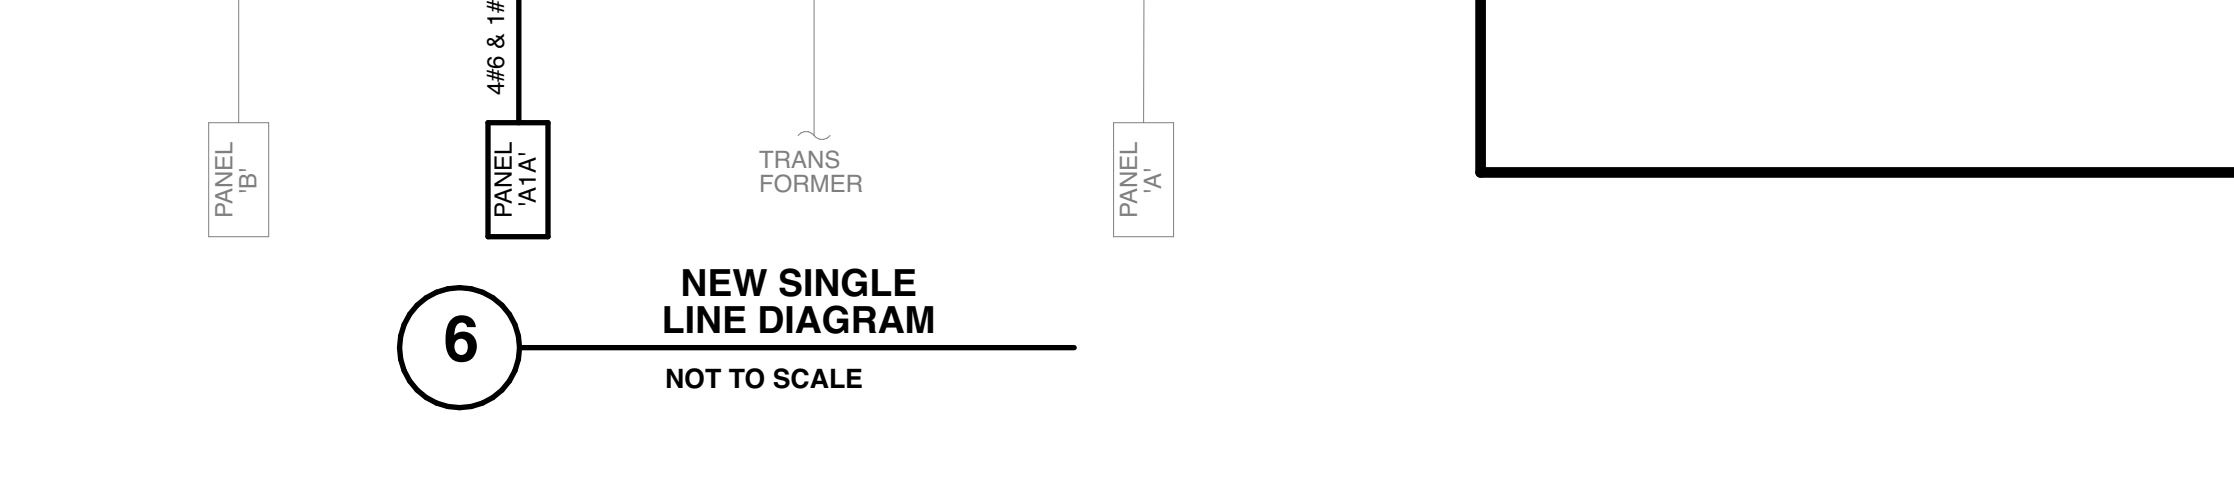 4#6 & 1#
PANEL
'B'
PANEL
'A1A'
TRANS
FORMER
PANEL
'A'
6
NEW SINGLE
LINE DIAGRAM
NOT TO SCALE